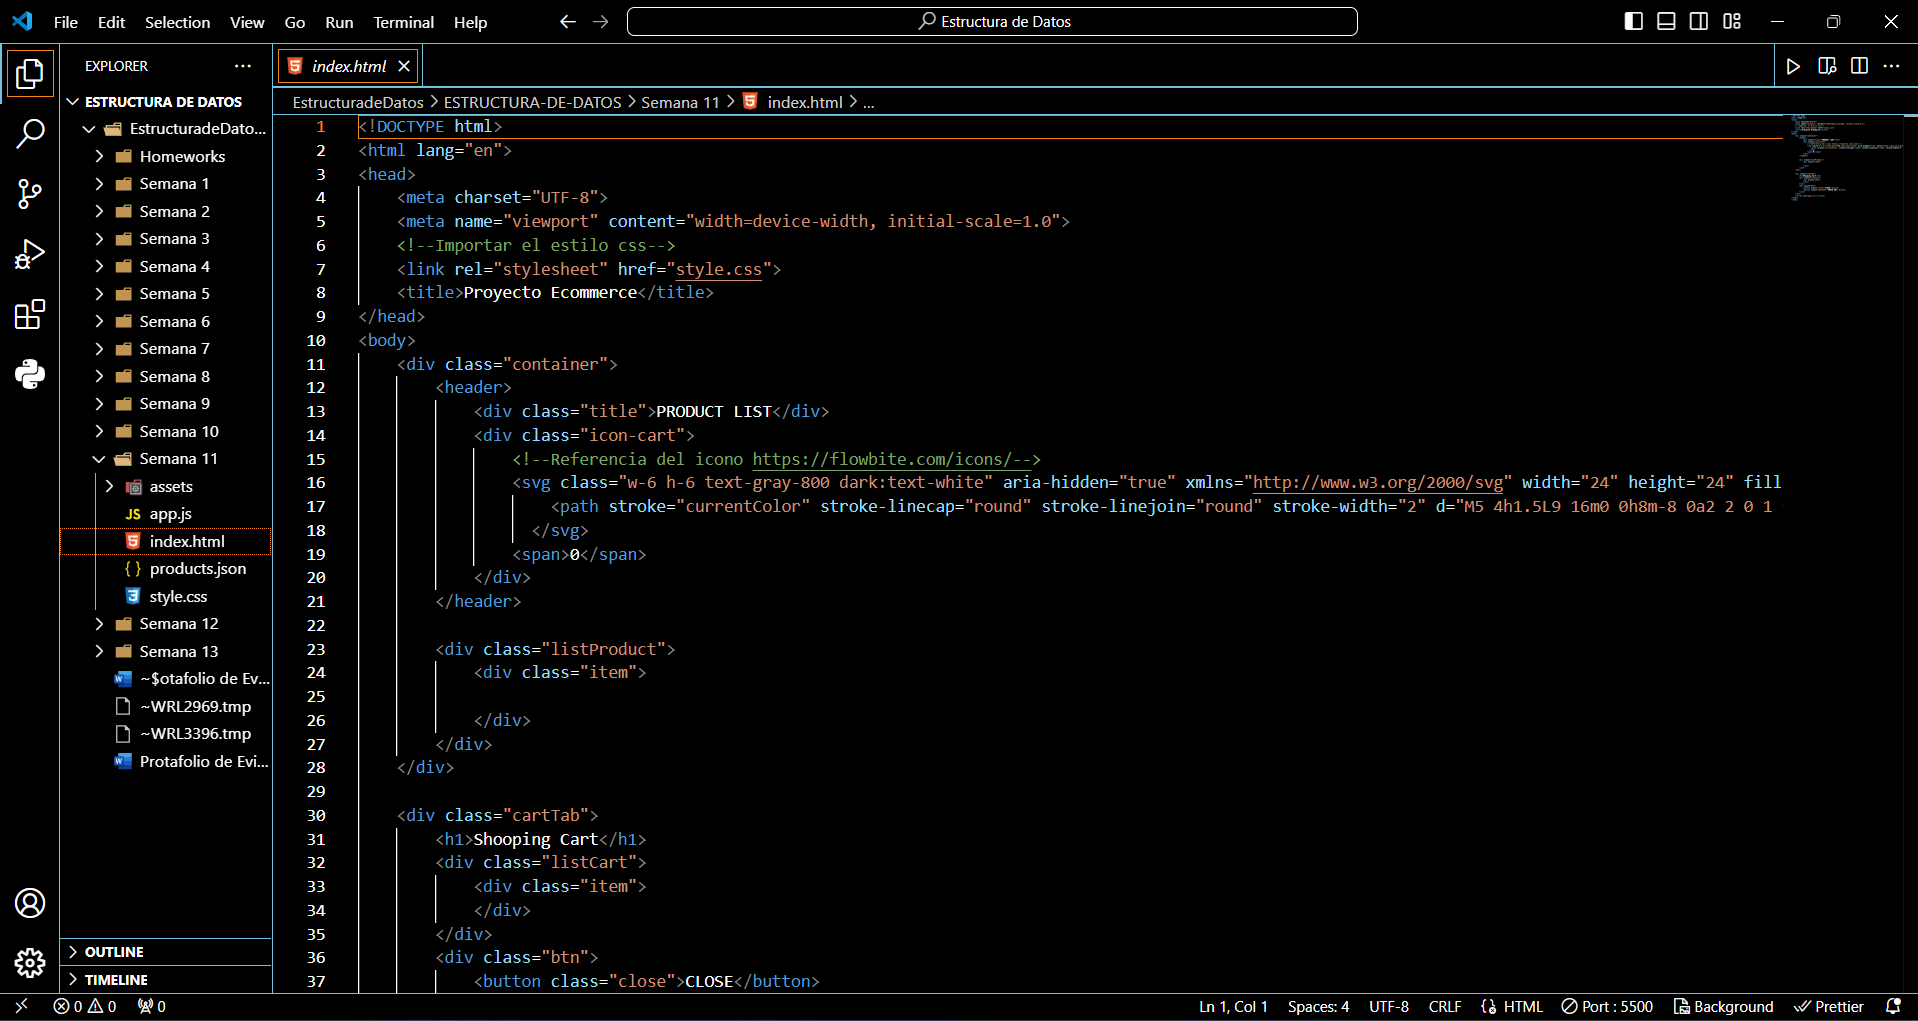 File Edit Selection View Go Run Terminal Help
Estructura de Datos
EXPLORER
ESTRUCTURA DE DATOS
EstructuradeDato...
Homeworks
Semana 1
Semana 2
Semana 3
Semana 4
Semana 5
Semana 6
Semana 7
Semana 8
Semana 9
Semana 10
Semana 11
assets
JS app.js
index.html
{ } products.json
style.css
Semana 12
Semana 13
~$otafolio de Ev...
~WRL2969.tmp
~WRL3396.tmp
Protafolio de Evi...
OUTLINE
TIMELINE
index.html
EstructuradeDatos > ESTRUCTURA-DE-DATOS > Semana 11 > index.html > ...
1 <!DOCTYPE html>
2 <html lang="en">
3 <head>
4 <meta charset="UTF-8">
5 <meta name="viewport" content="width=device-width, initial-scale=1.0">
6 <!--Importar el estilo css-->
7 <link rel="stylesheet" href="style.css">
8 <title>Proyecto Ecommerce</title>
9 </head>
10 <body>
11 <div class="container">
12 <header>
13 <div class="title">PRODUCT LIST</div>
14 <div class="icon-cart">
15 <!--Referencia del icono https://flowbite.com/icons/-->
16 <svg class="w-6 h-6 text-gray-800 dark:text-white" aria-hidden="true" xmlns="http://www.w3.org/2000/svg" width="24" height="24" fill
17 <path stroke="currentColor" stroke-linecap="round" stroke-linejoin="round" stroke-width="2" d="M5 4h1.5L9 16m0 0h8m-8 0a2 2 0 1
18 </svg>
19 <span>0</span>
20 </div>
21 </header>
22
23 <div class="listProduct">
24 <div class="item">
25
26 </div>
27 </div>
28 </div>
29
30 <div class="cartTab">
31 <h1>Shooping Cart</h1>
32 <div class="listCart">
33 <div class="item">
34 </div>
35 </div>
36 <div class="btn">
37 <button class="close">CLOSE</button>
0 0 0 Ln 1, Col 1 Spaces: 4 UTF-8 CRLF HTML Port : 5500 Background Prettier